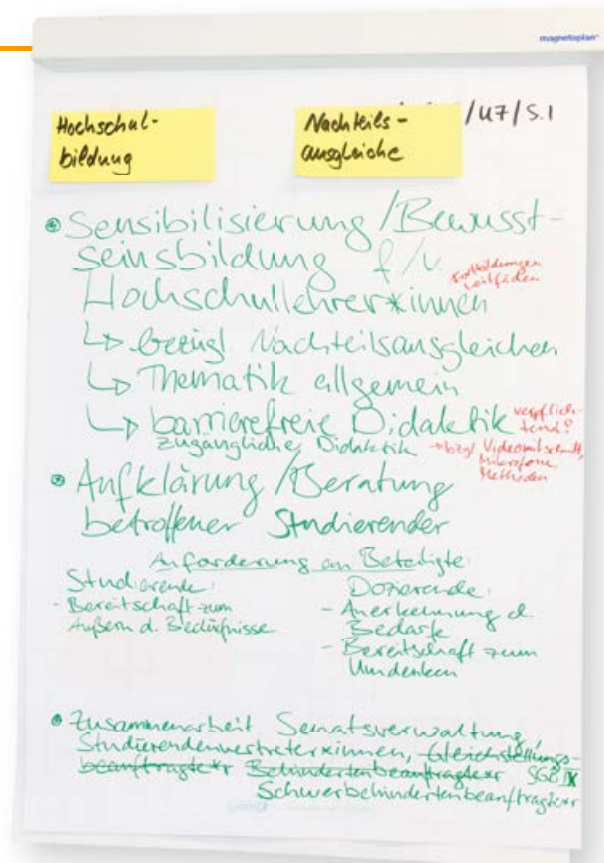 magnetoplan
Hochschul-
bildung
Nachteils-
ausgleiche
/U7/S.1
Sensibilisierung/Bewusst-
seinsbildung f/v.
Fortbildungen
Leitfäden
Hochschullehrer*innen
↳ bezügl Nachteilsausgleichen
↳ Thematik allgemein
↳ barrierefreie Didaktik
verpflich-
tend?
Zugängliche Didaktik
→ bzgl Videomitschnitt,
Mikrofone,
Methoden
Aufklärung/Beratung
betroffener Studierender
Anforderung an Beteiligte:
Studierende:
- Bereitschaft zum
Äußern d. Bedürfnisse
Dozierende:
- Anerkennung d.
Bedarfe
- Bereitschaft zum
Umdenken
Zusammenarbeit Senatsverwaltung,
Studierendenvertreter*innen, Gleichstellungs-
beauftragte*r Behindertenbeauftragte*r SGB IX
Schwerbehindertenbeauftragte*r